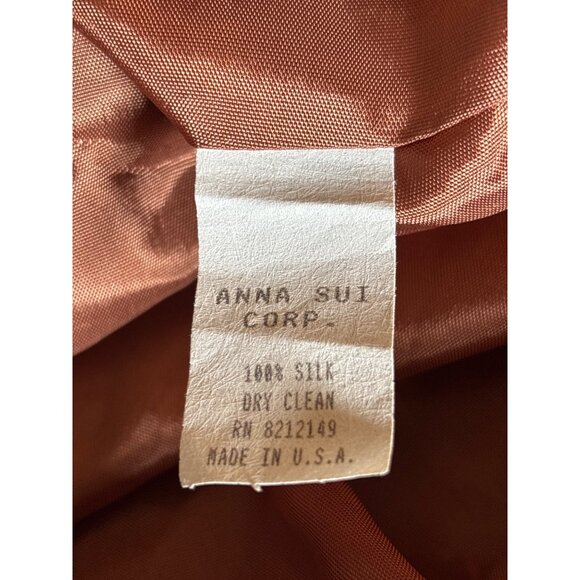 ANNA SUI
CORP.
100% SILK
DRY CLEAN
RN 8212149
MADE IN U.S.A.